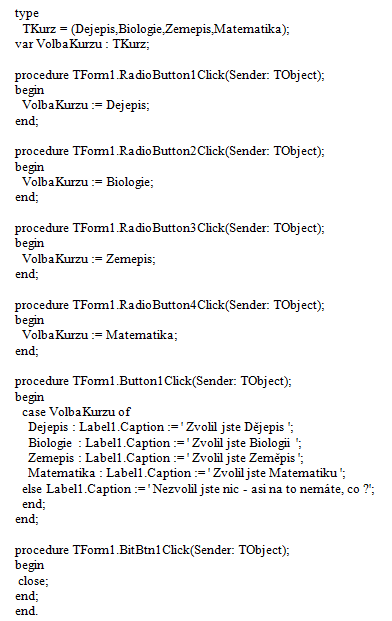 type
TKurz = (Dejepis,Biologie,Zemepis,Matematika);
var VolbaKurzu : TKurz;
procedure TForm1.RadioButton1Click(Sender: TObject);
begin
VolbaKurzu := Dejepis;
end;
procedure TForm1.RadioButton2Click(Sender: TObject);
begin
VolbaKurzu := Biologie;
end;
procedure TForm1.RadioButton3Click(Sender: TObject);
begin
VolbaKurzu := Zemepis;
end;
procedure TForm1.RadioButton4Click(Sender: TObject);
begin
VolbaKurzu := Matematika;
end;
procedure TForm1.Button1Click(Sender: TObject);
begin
case VolbaKurzu of
Dejepis : Label1.Caption := ' Zvolil jste Dějepis ';
Biologie : Label1.Caption := ' Zvolil jste Biologii ';
Zemepis : Label1.Caption := ' Zvolil jste Zeměpis ';
Matematika : Label1.Caption := ' Zvolil jste Matematiku ';
else Label1.Caption := ' Nezvolil jste nic - asi na to nemáte, co ?';
end;
end;
procedure TForm1.BitBtn1Click(Sender: TObject);
begin
close;
end;
end.